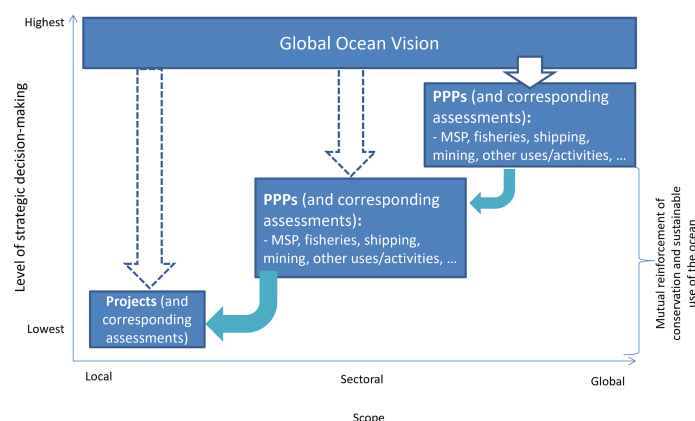 Highest
Global Ocean Vision
PPPs (and corresponding
assessments):
- MSP, fisheries, shipping,
mining, other uses/activities, ...
PPPs (and corresponding
assessments):
- MSP, fisheries, shipping,
mining, other uses/activities, ...
Projects (and
corresponding
assessments)
Lowest
Level of strategic decision-making
Mutual reinforcement of
conservation and sustainable
use of the ocean
Local
Sectoral
Global
Scope